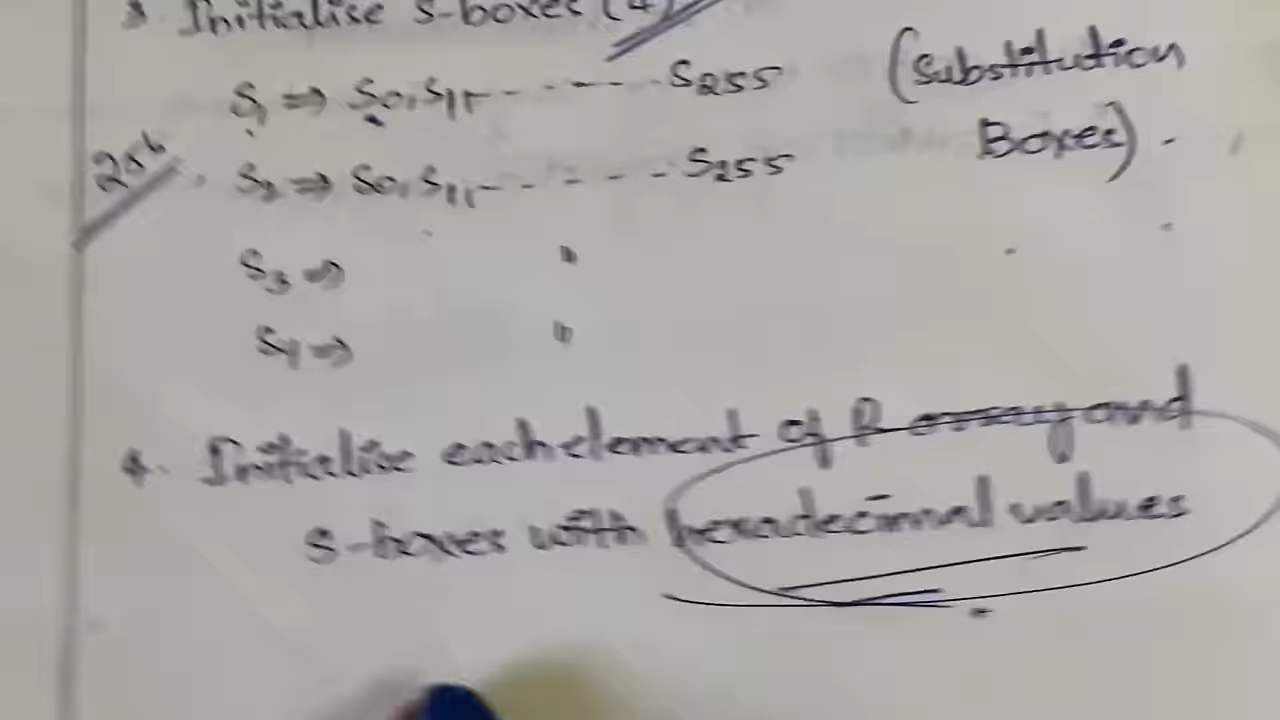 3. Initialise S-boxes (4)
S1 => S0, S1, - - - - - - S255 (Substitution
Boxes).
256
S2 => S0, S1, - - - - - S255
S3 => "
S4 => "
4. Initialise each element of P array and
S-boxes with hexadecimal values